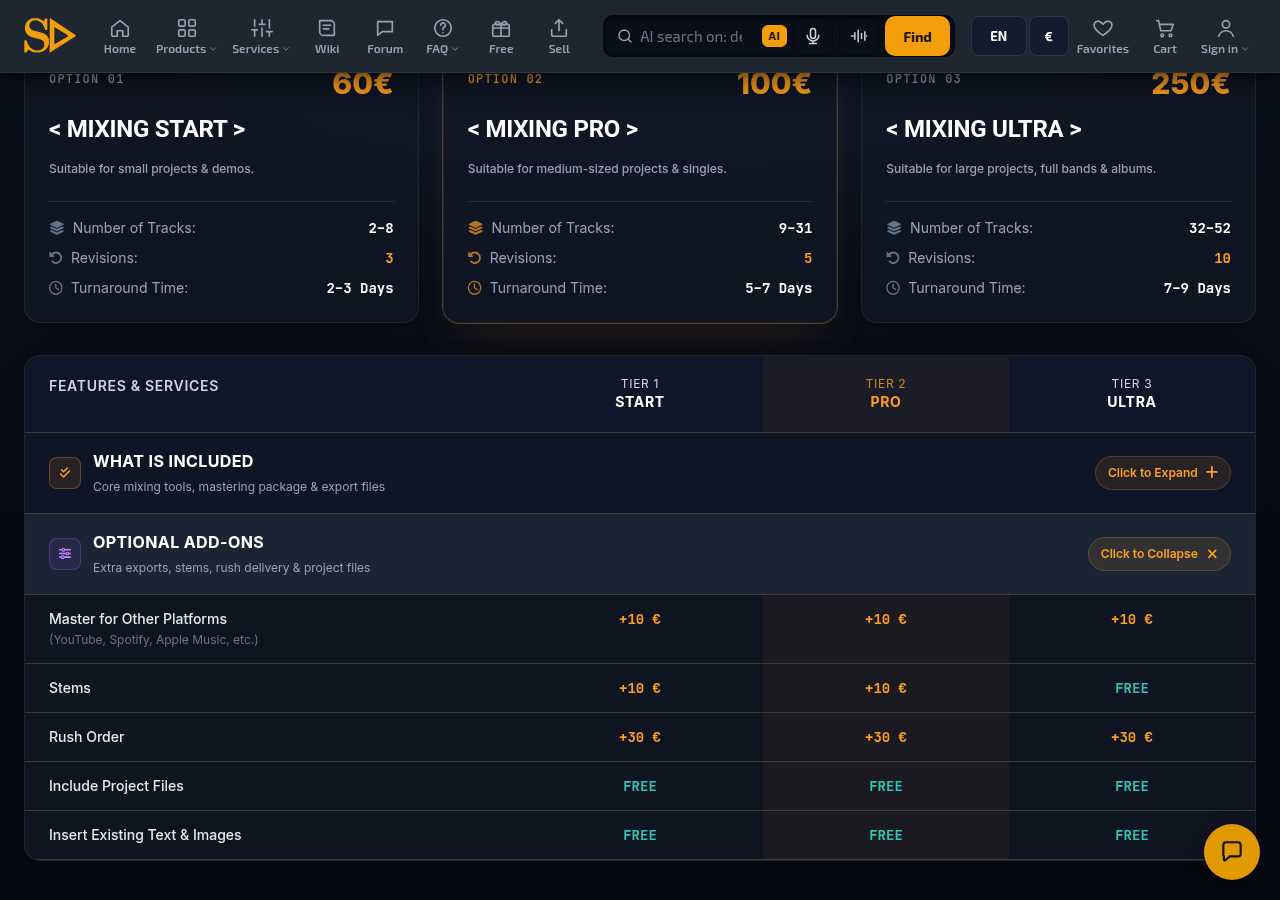 Home
Products
Services
Wiki
Forum
FAQ
Free
Sell
AI search on: de
AI
Find
EN
€
Favorites
Cart
Sign in
OPTION 01
60€
< MIXING START >
Suitable for small projects & demos.
Number of Tracks: 2–8
Revisions: 3
Turnaround Time: 2–3 Days
OPTION 02
100€
< MIXING PRO >
Suitable for medium-sized projects & singles.
Number of Tracks: 9–31
Revisions: 5
Turnaround Time: 5–7 Days
OPTION 03
250€
< MIXING ULTRA >
Suitable for large projects, full bands & albums.
Number of Tracks: 32–52
Revisions: 10
Turnaround Time: 7–9 Days
FEATURES & SERVICES
TIER 1
START
TIER 2
PRO
TIER 3
ULTRA
WHAT IS INCLUDED
Core mixing tools, mastering package & export files
Click to Expand
OPTIONAL ADD-ONS
Extra exports, stems, rush delivery & project files
Click to Collapse
Master for Other Platforms
(YouTube, Spotify, Apple Music, etc.)
+10 € +10 € +10 €
Stems +10 € +10 € FREE
Rush Order +30 € +30 € +30 €
Include Project Files FREE FREE FREE
Insert Existing Text & Images FREE FREE FREE